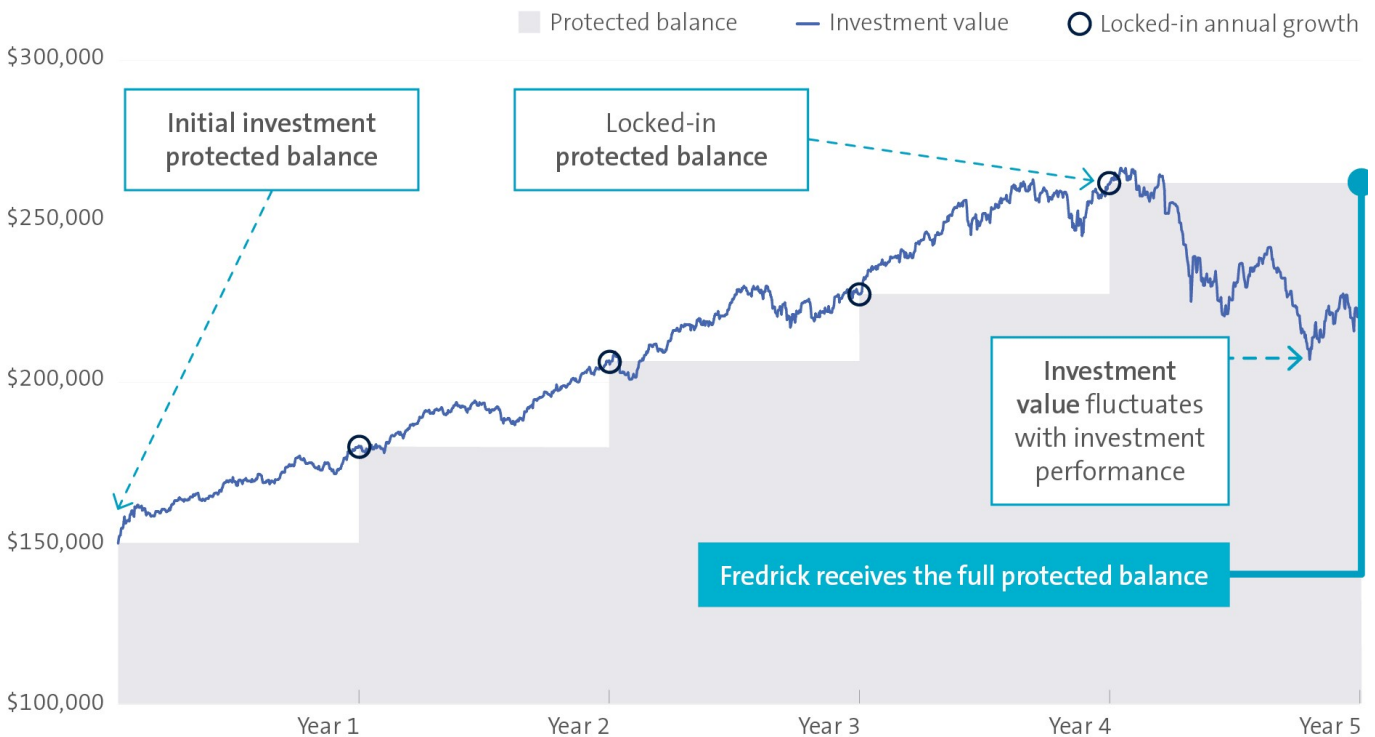 Protected balance
Investment value
Locked-in annual growth
$300,000
Initial investment
protected balance
Locked-in
protected balance
$250,000
$200,000
Investment
value fluctuates
with investment
performance
$150,000
Fredrick receives the full protected balance
$100,000
Year 1
Year 2
Year 3
Year 4
Year 5